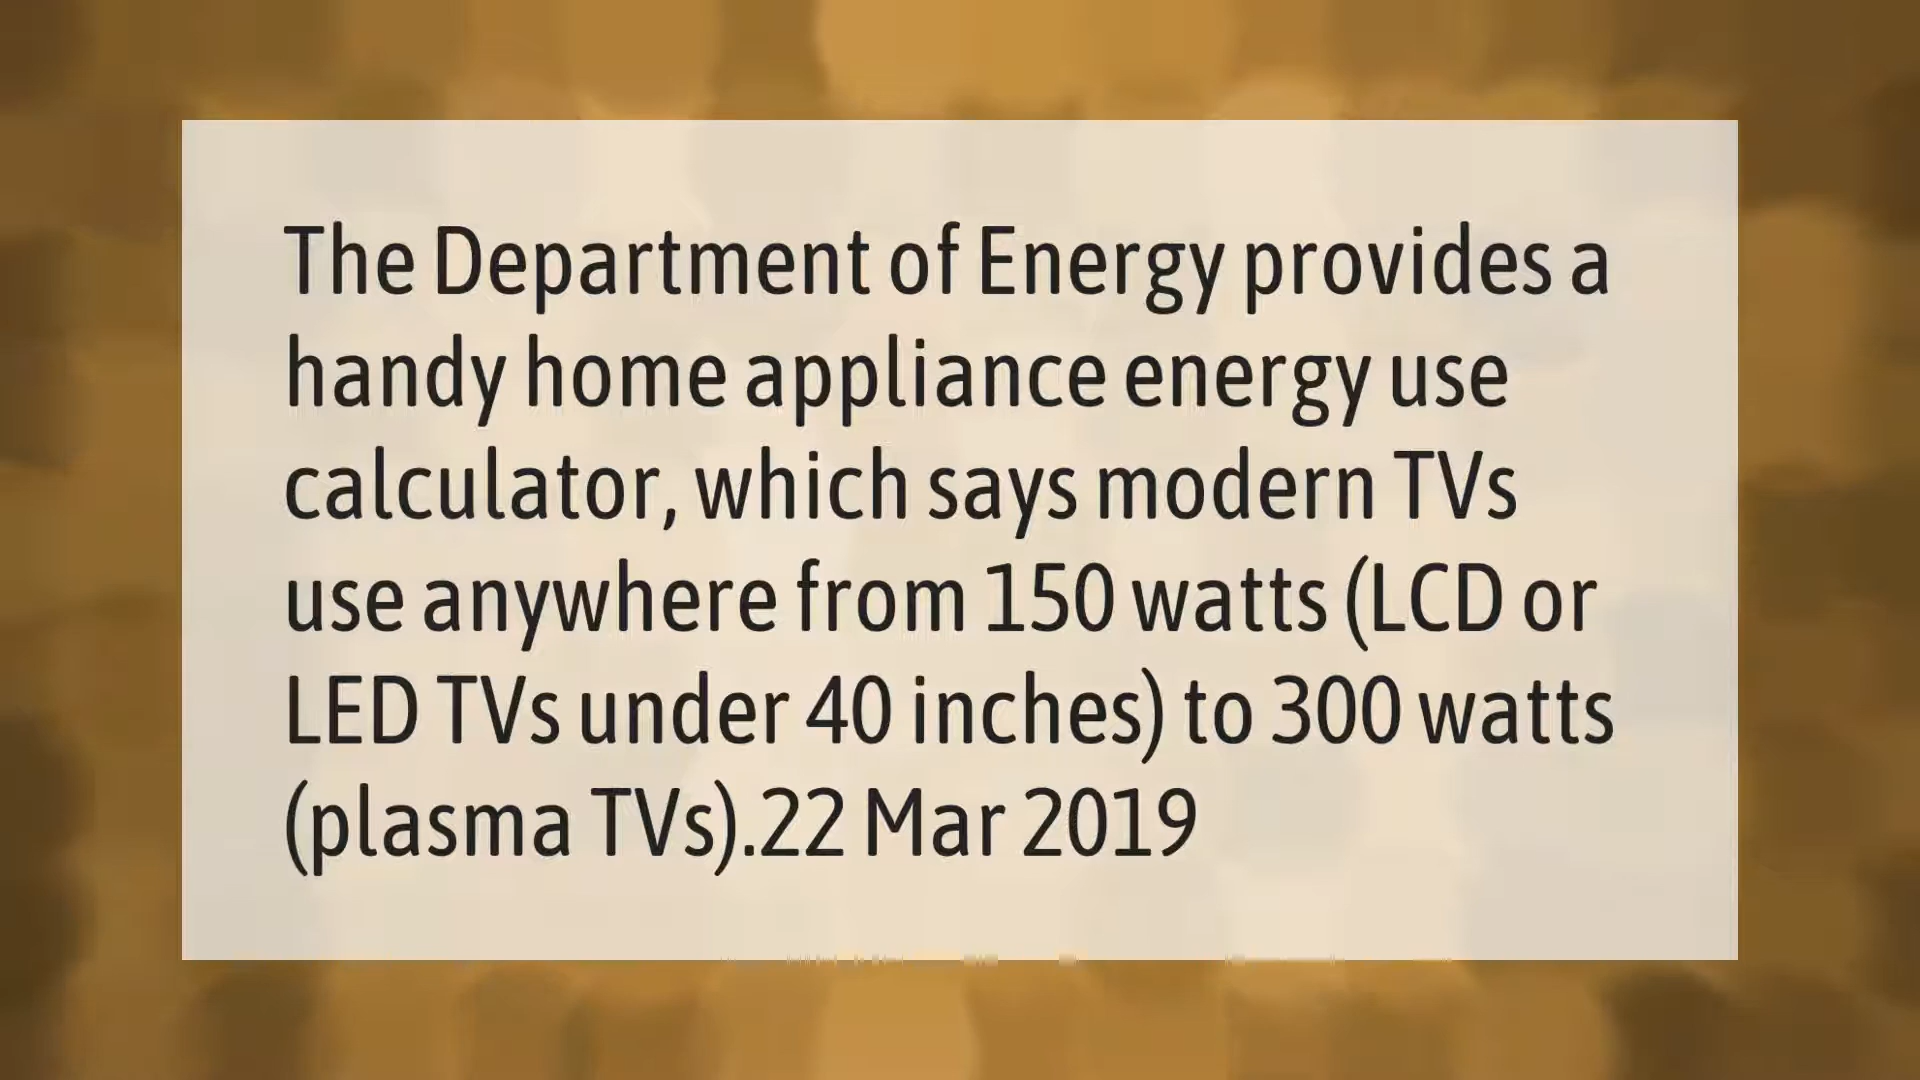 The Department of Energy provides a
handy home appliance energy use
calculator, which says modern TVs
use anywhere from 150 watts (LCD or
LED TVs under 40 inches) to 300 watts
(plasma TVs).22 Mar 2019